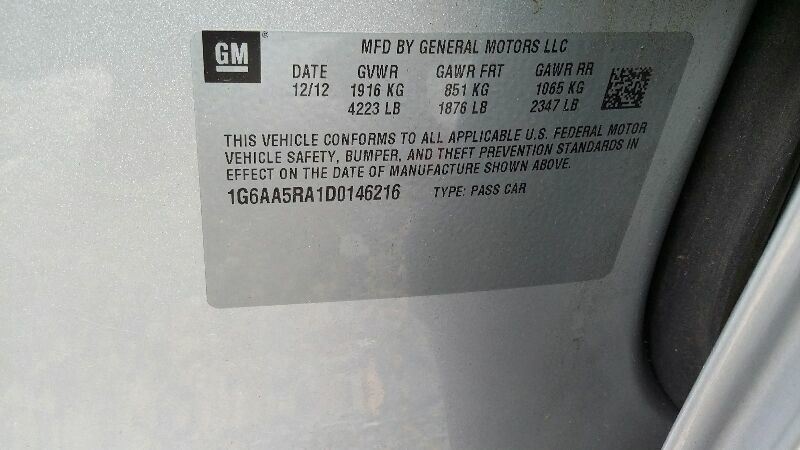 GM ®
MFD BY GENERAL MOTORS LLC
DATE GVWR GAWR FRT GAWR RR
12/12 1916 KG 851 KG 1065 KG
4223 LB 1876 LB 2347 LB
THIS VEHICLE CONFORMS TO ALL APPLICABLE U.S. FEDERAL MOTOR
VEHICLE SAFETY, BUMPER, AND THEFT PREVENTION STANDARDS IN
EFFECT ON THE DATE OF MANUFACTURE SHOWN ABOVE.
1G6AA5RA1D0146216 TYPE: PASS CAR